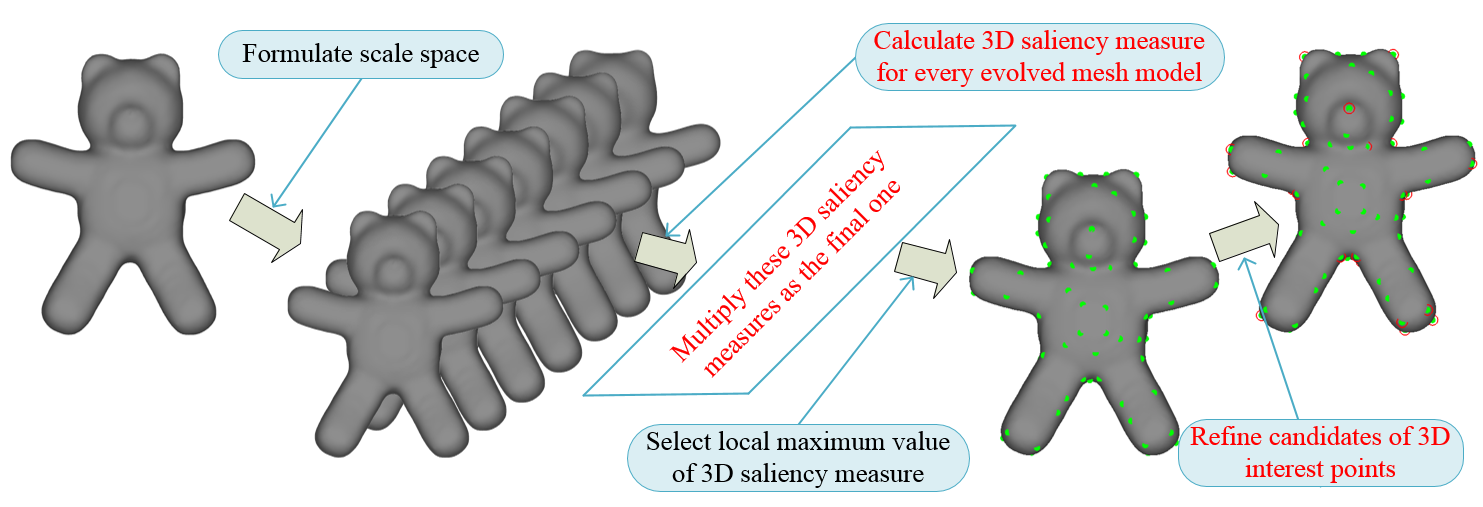 Formulate scale space
Calculate 3D saliency measure
for every evolved mesh model
Multiply these 3D saliency
measures as the final one
Select local maximum value
of 3D saliency measure
Refine candidates of 3D
interest points